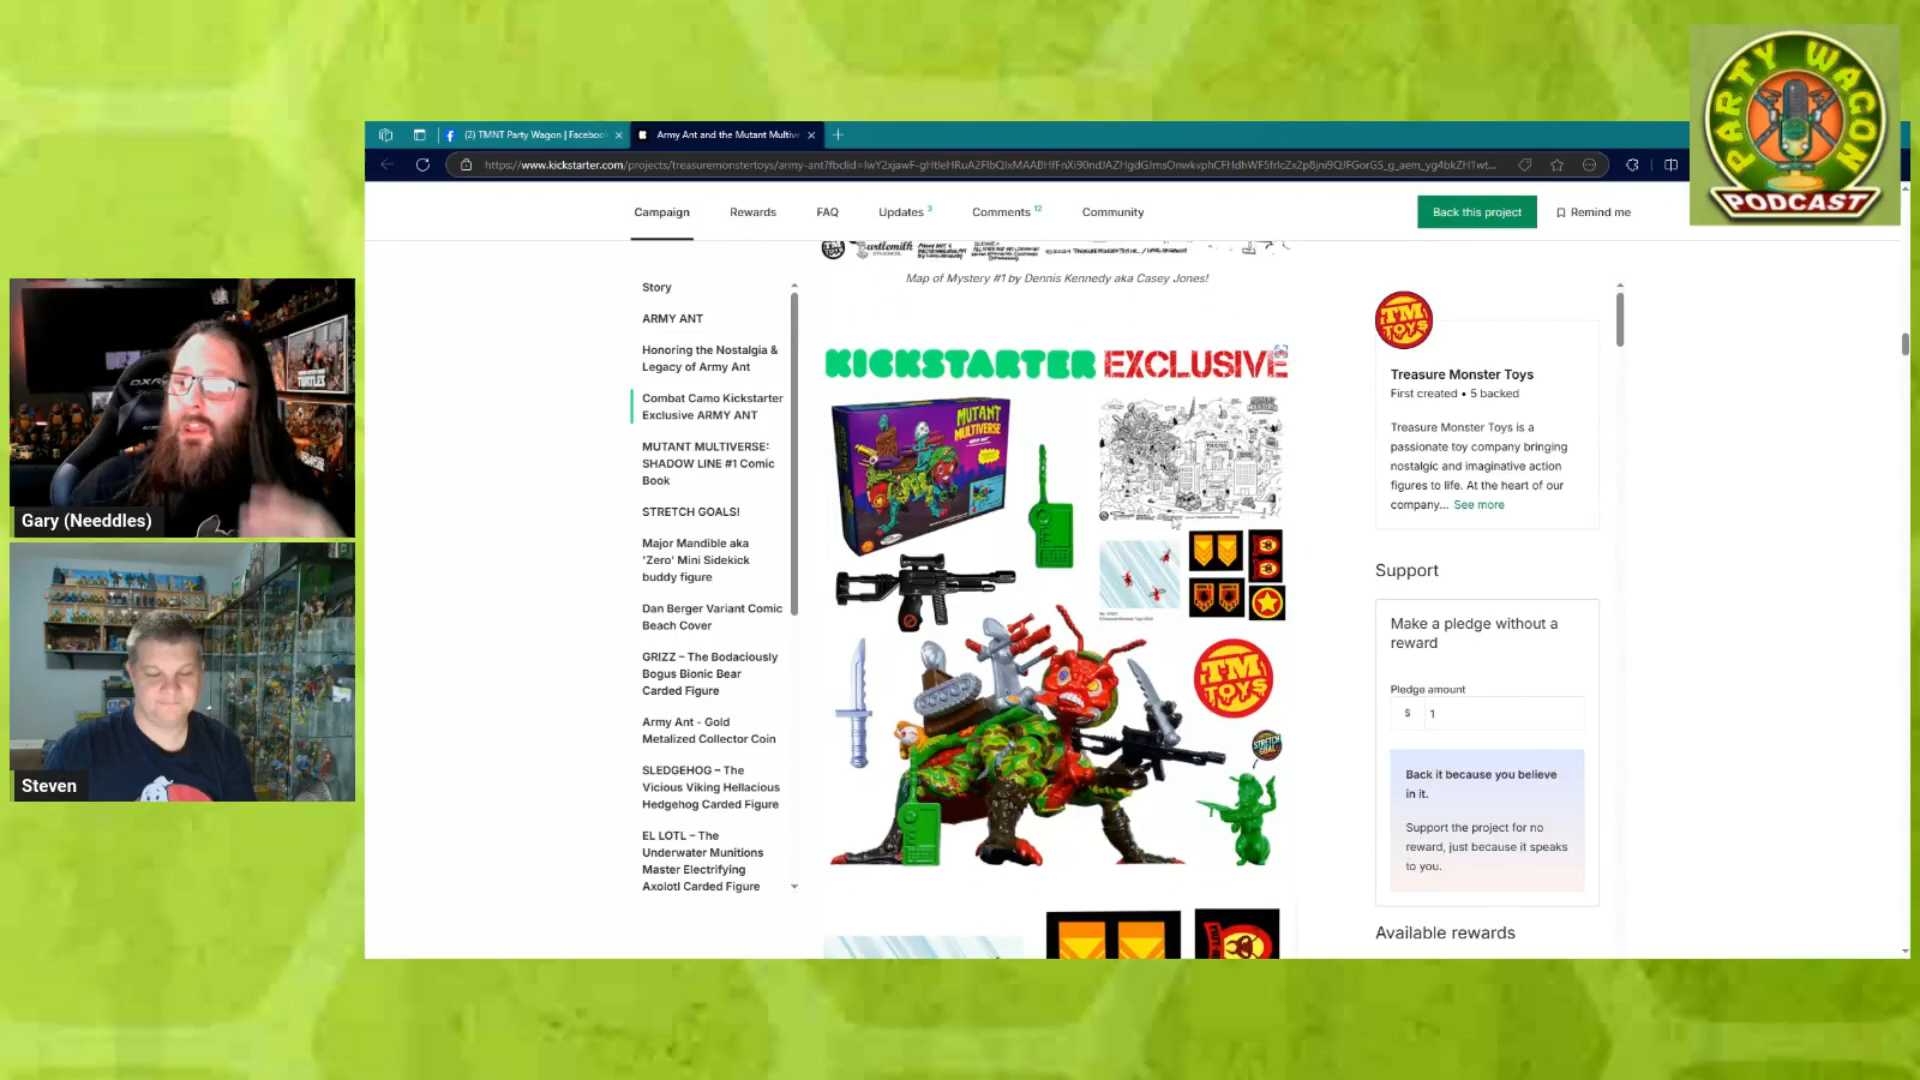 PARTY WAGON
PODCAST
(2) TMNT Party Wagon | Facebook
Army Ant and the Mutant Multive
Campaign
Rewards
FAQ
Updates 3
Comments 12
Community
Back this project
Remind me
Map of Mystery #1 by Dennis Kennedy aka Casey Jones!
Story
ARMY ANT
Honoring the Nostalgia &
Legacy of Army Ant
Combat Camo Kickstarter
Exclusive ARMY ANT
MUTANT MULTIVERSE:
SHADOW LINE #1 Comic
Book
STRETCH GOALS!
Major Mandible aka
'Zero' Mini Sidekick
buddy figure
Dan Berger Variant Comic
Beach Cover
GRIZZ – The Bodaciously
Bogus Bionic Bear
Carded Figure
Army Ant - Gold
Metalized Collector Coin
SLEDGEHOG – The
Vicious Viking Hellacious
Hedgehog Carded Figure
EL LOTL – The
Underwater Munitions
Master Electrifying
Axolotl Carded Figure
KICKSTARTER EXCLUSIVE
MUTANT
MULTIVERSE
TM
TOYS
STRETCH
GOAL
TM
TOYS
Treasure Monster Toys
First created • 5 backed
Treasure Monster Toys is a
passionate toy company bringing
nostalgic and imaginative action
figures to life. At the heart of our
company... See more
Support
Make a pledge without a
reward
Pledge amount
$ 1
Back it because you believe
in it.
Support the project for no
reward, just because it speaks
to you.
Available rewards
TURTLES
Gary (Needdles)
Steven